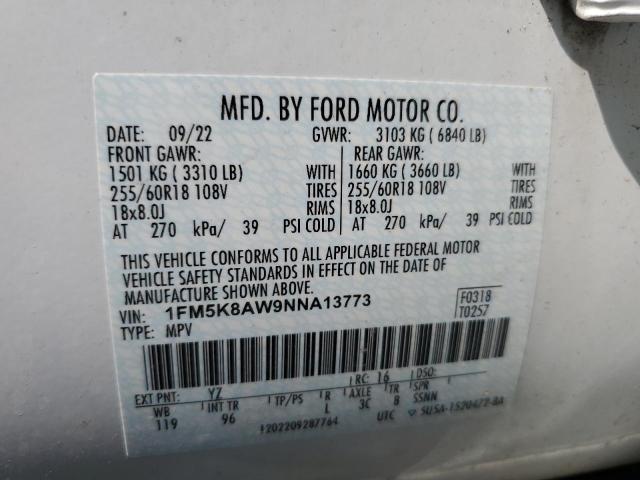 MFD. BY FORD MOTOR CO.
DATE: 09/22 GVWR: 3103 KG ( 6840 LB)
FRONT GAWR: REAR GAWR:
1501 KG ( 3310 LB) WITH 1660 KG ( 3660 LB) WITH
255/60R18 108V TIRES 255/60R18 108V TIRES
18x8.0J RIMS 18x8.0J RIMS
AT 270 kPa/ 39 PSI COLD AT 270 kPa/ 39 PSI COLD
THIS VEHICLE CONFORMS TO ALL APPLICABLE FEDERAL MOTOR
VEHICLE SAFETY STANDARDS IN EFFECT ON THE DATE OF
MANUFACTURE SHOWN ABOVE.
VIN: 1FM5K8AW9NNA13773 F0318
TYPE: MPV T0257
EXT PNT: YZ RC: 16 DSO:
WB INT TR TP/PS R AXLE TR SPR
119 96 L 3C 8 SSNN
1202209287764 UTC SU5A-1520472-BA